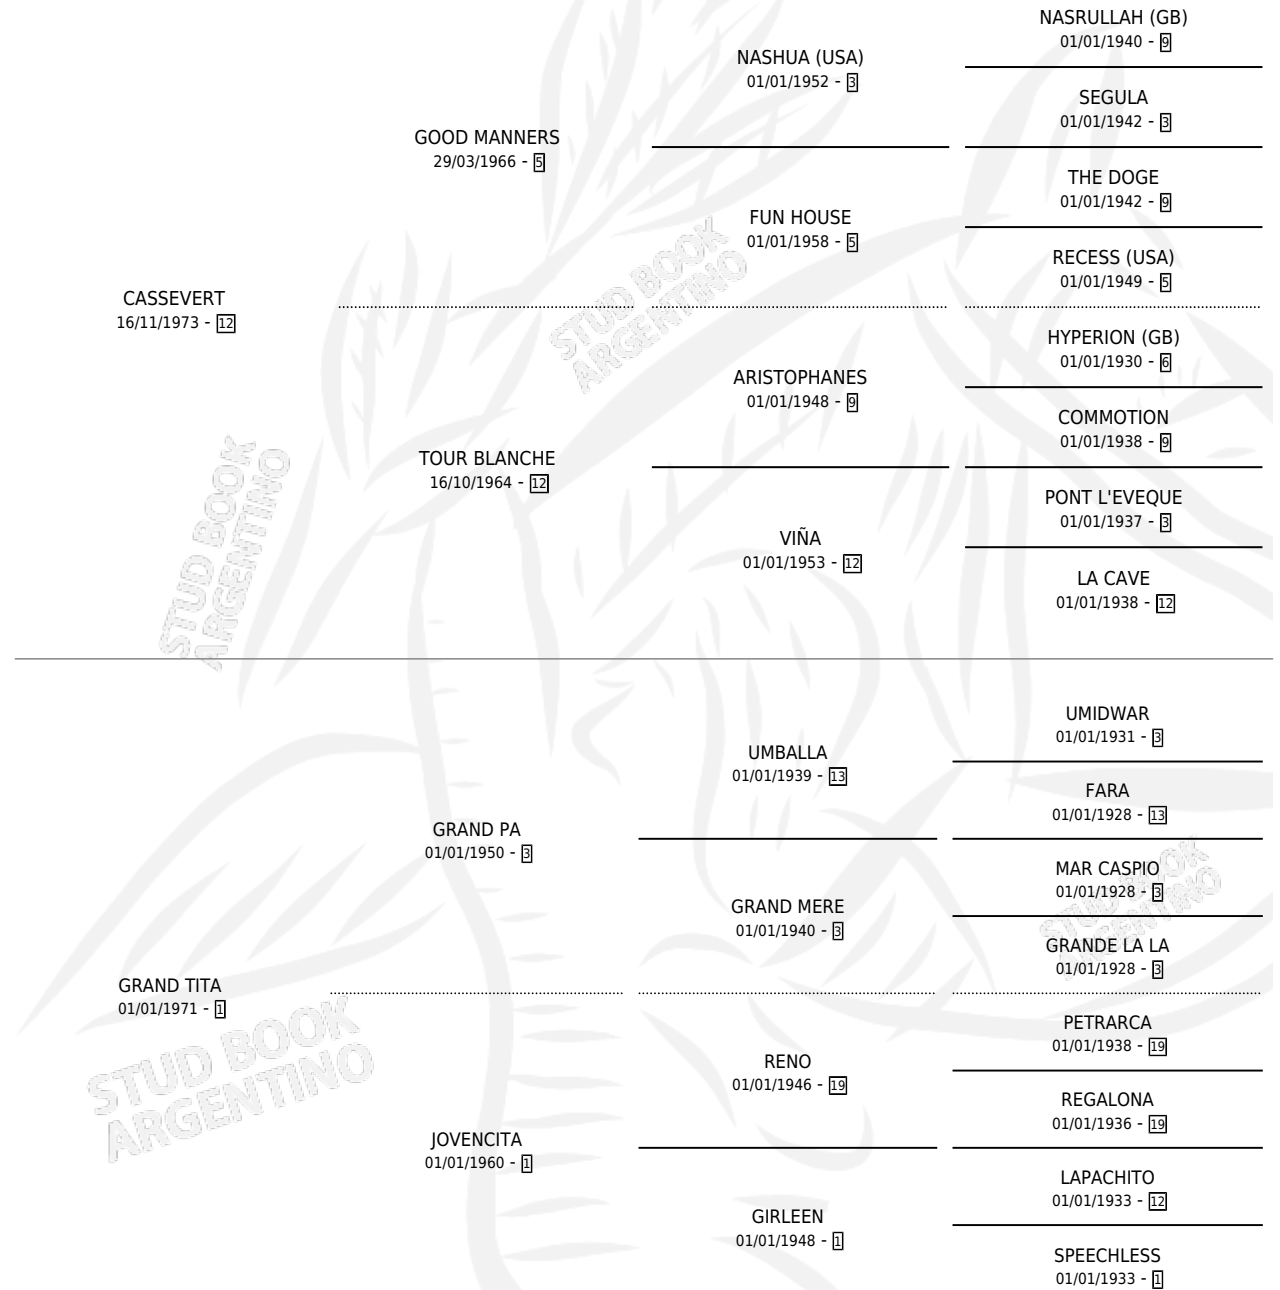 NASRULLAH (GB)
01/01/1940 - 9
NASHUA (USA)
01/01/1952 - 3
SEGULA
01/01/1942 - 3
GOOD MANNERS
29/03/1966 - 5
THE DOGE
01/01/1942 - 9
FUN HOUSE
01/01/1958 - 5
RECESS (USA)
01/01/1949 - 5
CASSEVERT
16/11/1973 - 12
HYPERION (GB)
01/01/1930 - 6
ARISTOPHANES
01/01/1948 - 9
COMMOTION
01/01/1938 - 9
TOUR BLANCHE
16/10/1964 - 12
PONT L'EVEQUE
01/01/1937 - 3
VIÑA
01/01/1953 - 12
LA CAVE
01/01/1938 - 12
STUD BOOK
ARGENTINO
STUD BOOK
ARGENTINO
UMIDWAR
01/01/1931 - 3
UMBALLA
01/01/1939 - 13
FARA
01/01/1928 - 13
GRAND PA
01/01/1950 - 3
MAR CASPIO
01/01/1928 - 3
GRAND MERE
01/01/1940 - 3
GRANDE LA LA
01/01/1928 - 3
STUD BOOK
ARGENTINO
GRAND TITA
01/01/1971 - 1
PETRARCA
01/01/1938 - 19
RENO
01/01/1946 - 19
REGALONA
01/01/1936 - 19
STUD BOOK
ARGENTINO
JOVENCITA
01/01/1960 - 1
LAPACHITO
01/01/1933 - 12
GIRLEEN
01/01/1948 - 1
SPEECHLESS
01/01/1933 - 1